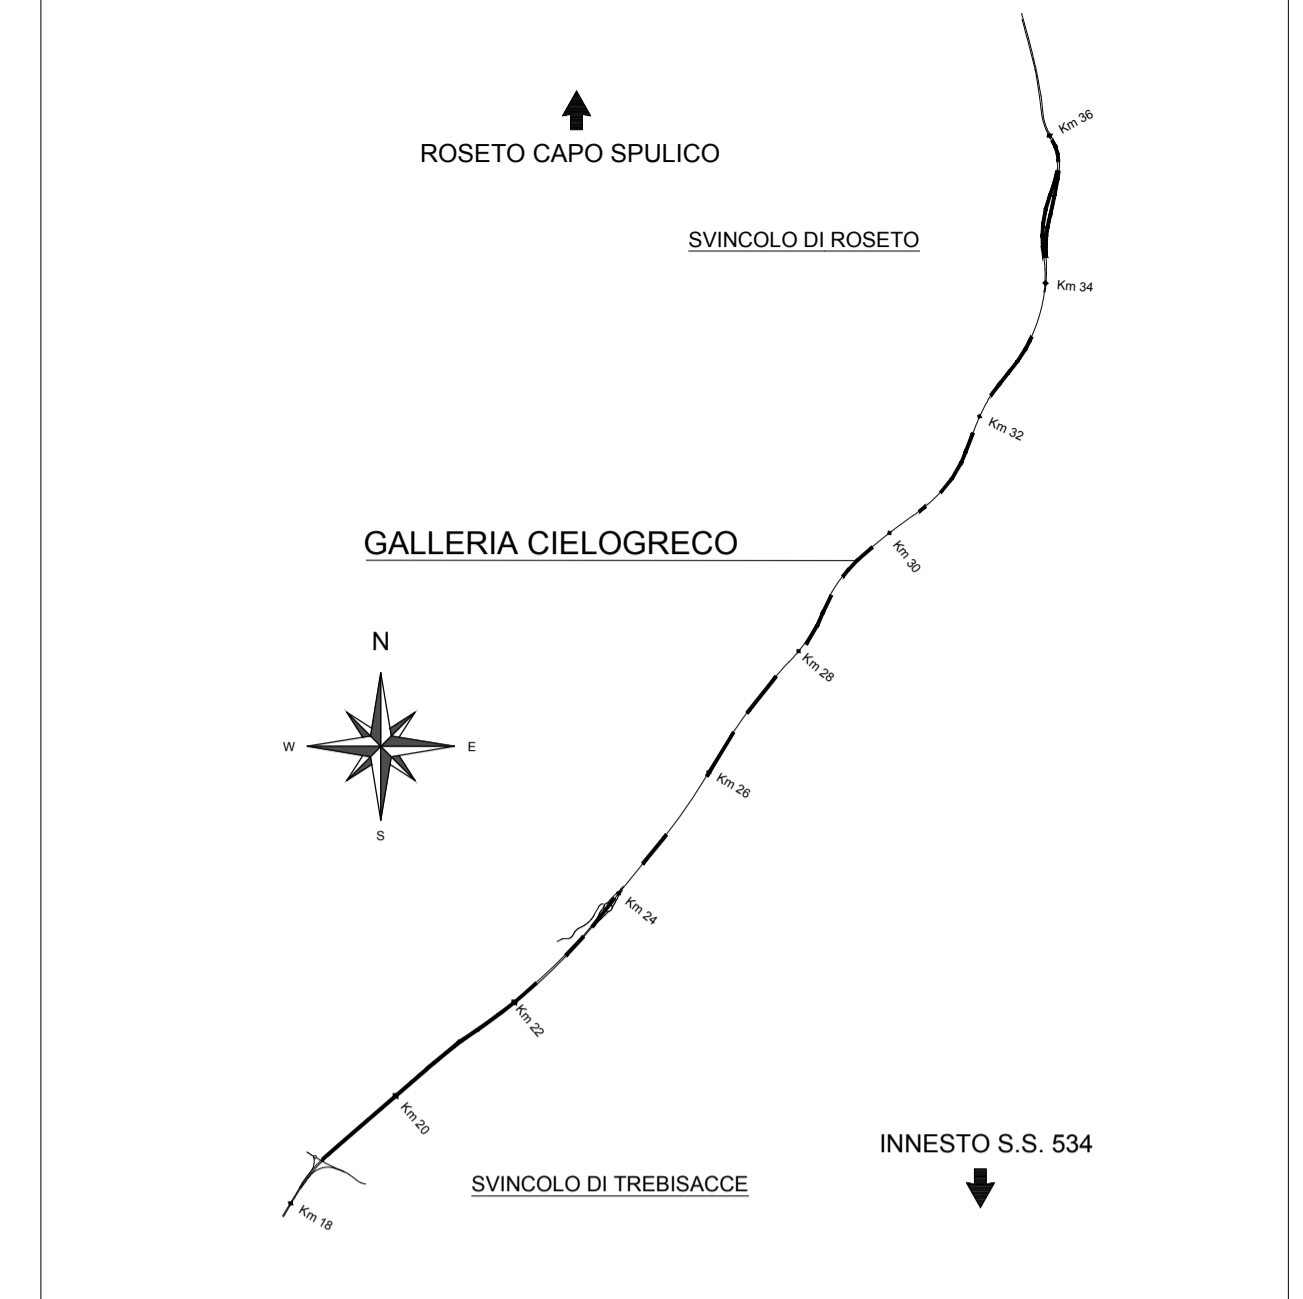 Km 36
ROSETO CAPO SPULICO
SVINCOLO DI ROSETO
Km 34
Km 32
GALLERIA CIELOGRECO
Km 30
N
Km 28
W
E
Km 26
S
Km 24
Km 22
Km 20
INNESTO S.S. 534
SVINCOLO DI TREBISACCE
Km 18